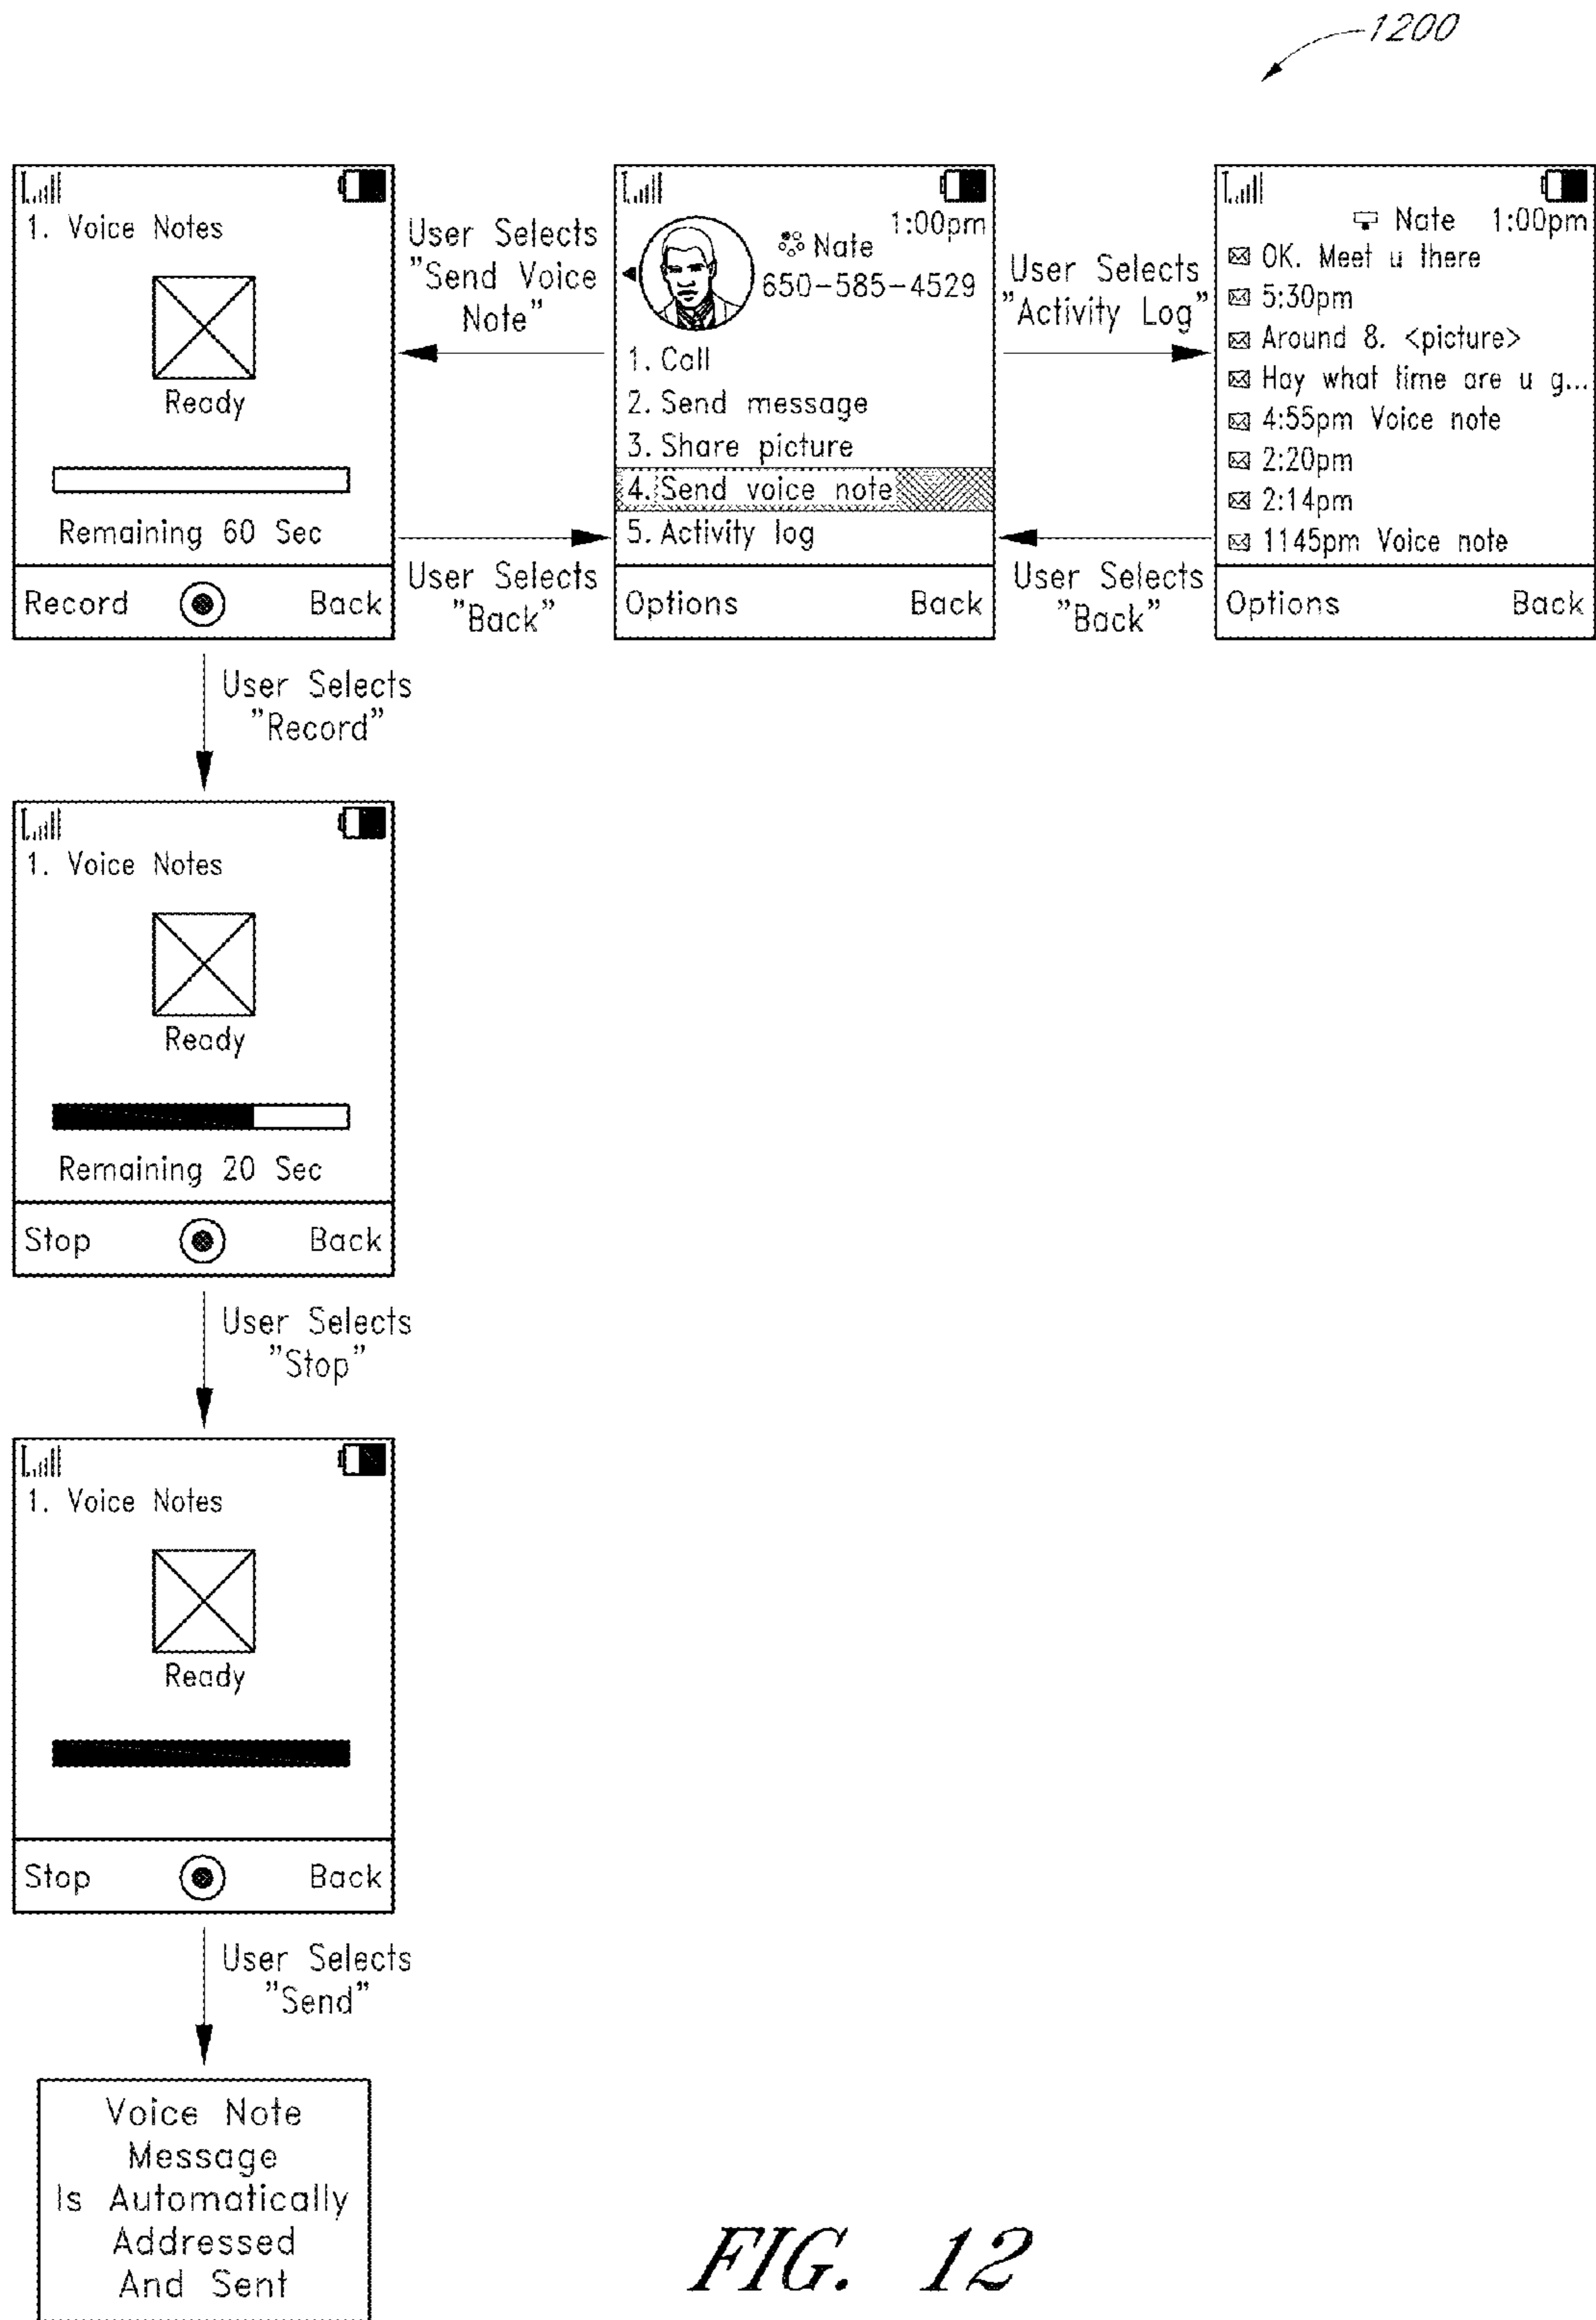 1200
1. Voice Notes
Ready
Remaining 60 Sec
Record Back
User Selects
"Send Voice
Note"
User Selects
"Back"
1:00pm
Nate
650-585-4529
1. Call
2. Send message
3. Share picture
4. Send voice note
5. Activity log
Options Back
User Selects
"Activity Log"
User Selects
"Back"
Nate 1:00pm
OK. Meet u there
5:30pm
Around 8. <picture>
Hay what time are u g...
4:55pm Voice note
2:20pm
2:14pm
1145pm Voice note
Options Back
User Selects
"Record"
1. Voice Notes
Ready
Remaining 20 Sec
Stop Back
User Selects
"Stop"
1. Voice Notes
Ready
Stop Back
User Selects
"Send"
Voice Note
Message
Is Automatically
Addressed
And Sent
FIG. 12